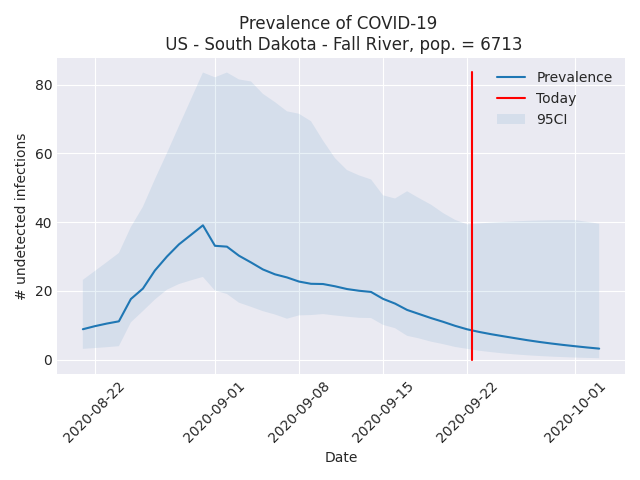 Prevalence of COVID-19
US - South Dakota - Fall River, pop. = 6713
Prevalence
Today
95CI
# undetected infections
80
60
40
20
0
2020-08-22
2020-09-01
2020-09-08
2020-09-15
2020-09-22
2020-10-01
Date